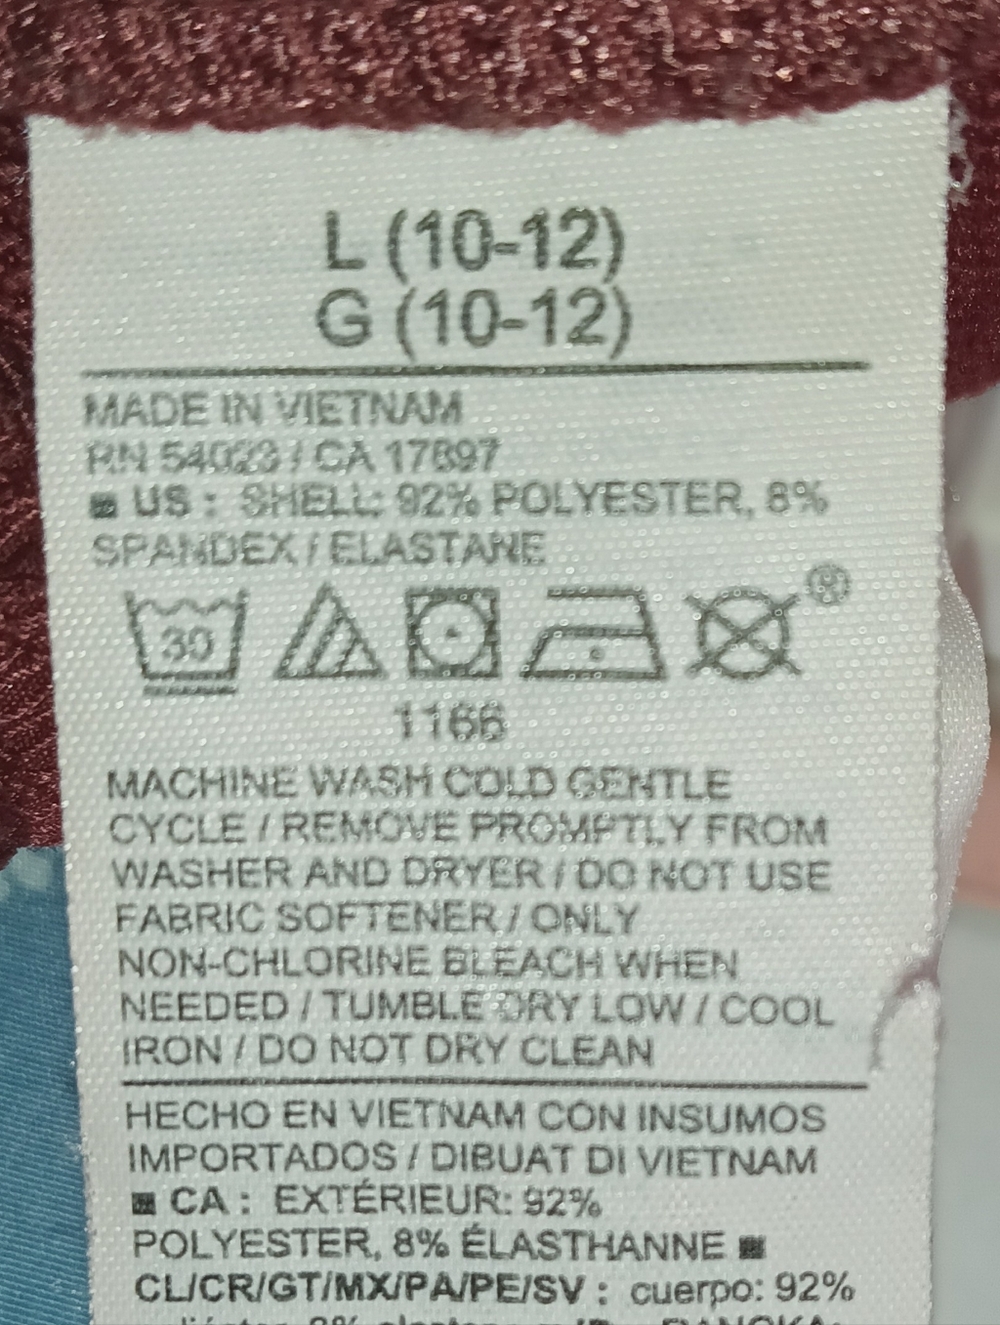 L (10-12)
G (10-12)
MADE IN VIETNAM
RN 54023 / CA 17897
US : SHELL: 92% POLYESTER, 8%
SPANDEX / ELASTANE
30
®
1166
MACHINE WASH COLD GENTLE
CYCLE / REMOVE PROMPTLY FROM
WASHER AND DRYER / DO NOT USE
FABRIC SOFTENER / ONLY
NON-CHLORINE BLEACH WHEN
NEEDED / TUMBLE DRY LOW / COOL
IRON / DO NOT DRY CLEAN
HECHO EN VIETNAM CON INSUMOS
IMPORTADOS / DIBUAT DI VIETNAM
■ CA : EXTÉRIEUR: 92%
POLYESTER, 8% ÉLASTHANNE ■
CL/CR/GT/MX/PA/PE/SV : cuerpo: 92%